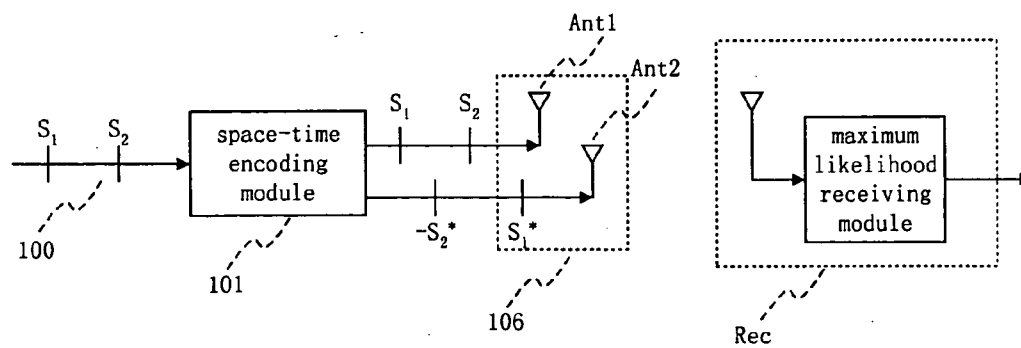 Ant1
Ant2
S₁ S₂
S₁ S₂
space-time
encoding
module
-S₂* S₁*
maximum
likelihood
receiving
module
100
101
106
Rec